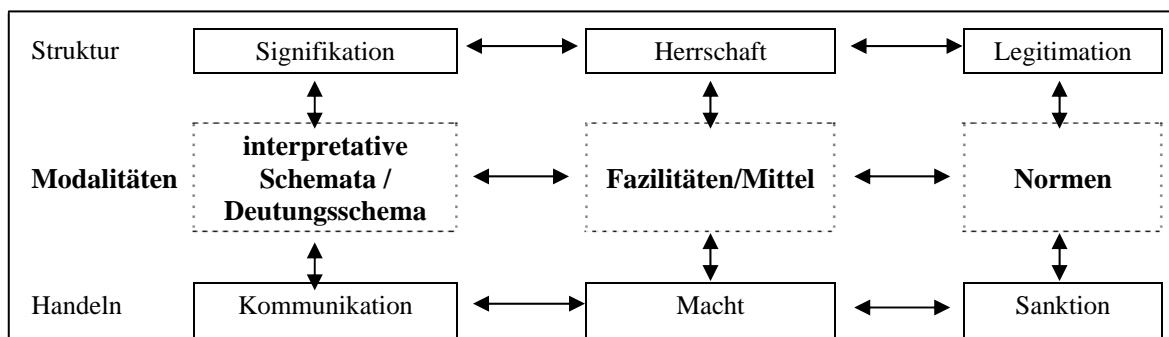 Struktur Signifikation Herrschaft Legitimation
interpretative
Schemata /
Modalitäten Fazilitäten/Mittel Normen
Deutungsschema
Handeln Kommunikation Macht Sanktion